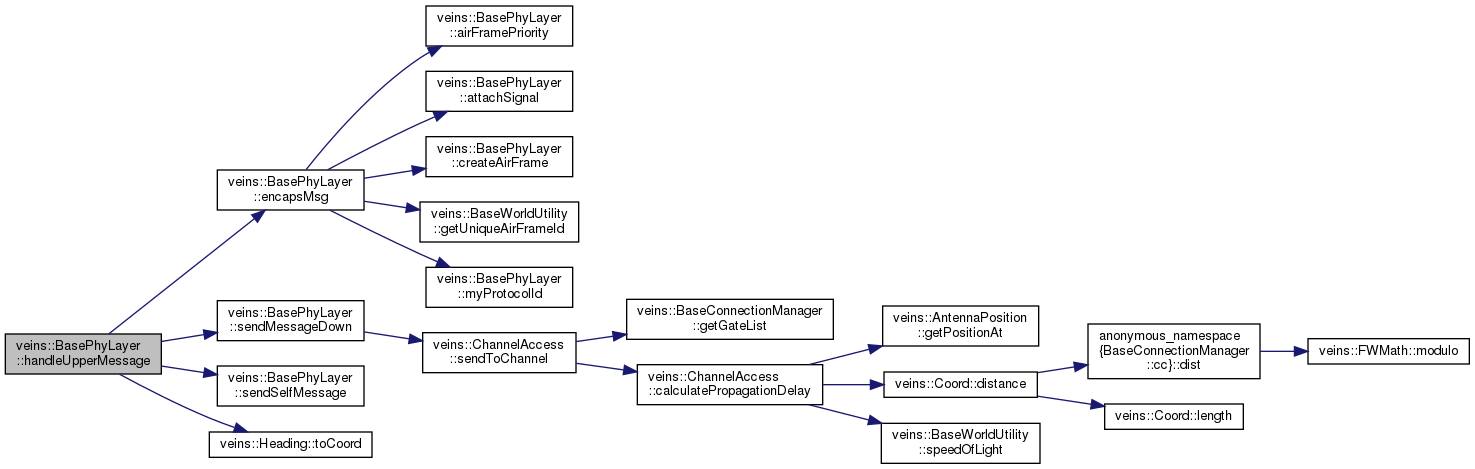 veins::BasePhyLayer
::handleUpperMessage
veins::BasePhyLayer
::encapsMsg
veins::BasePhyLayer
::airFramePriority
veins::BasePhyLayer
::attachSignal
veins::BasePhyLayer
::createAirFrame
veins::BaseWorldUtility
::getUniqueAirFrameId
veins::BasePhyLayer
::myProtocolId
veins::BasePhyLayer
::sendMessageDown
veins::ChannelAccess
::sendToChannel
veins::BaseConnectionManager
::getGateList
veins::ChannelAccess
::calculatePropagationDelay
veins::AntennaPosition
::getPositionAt
veins::Coord::distance
anonymous_namespace
{BaseConnectionManager
.cc}::dist
veins::FWMath::modulo
veins::Coord::length
veins::BaseWorldUtility
::speedOfLight
veins::BasePhyLayer
::sendSelfMessage
veins::Heading::toCoord